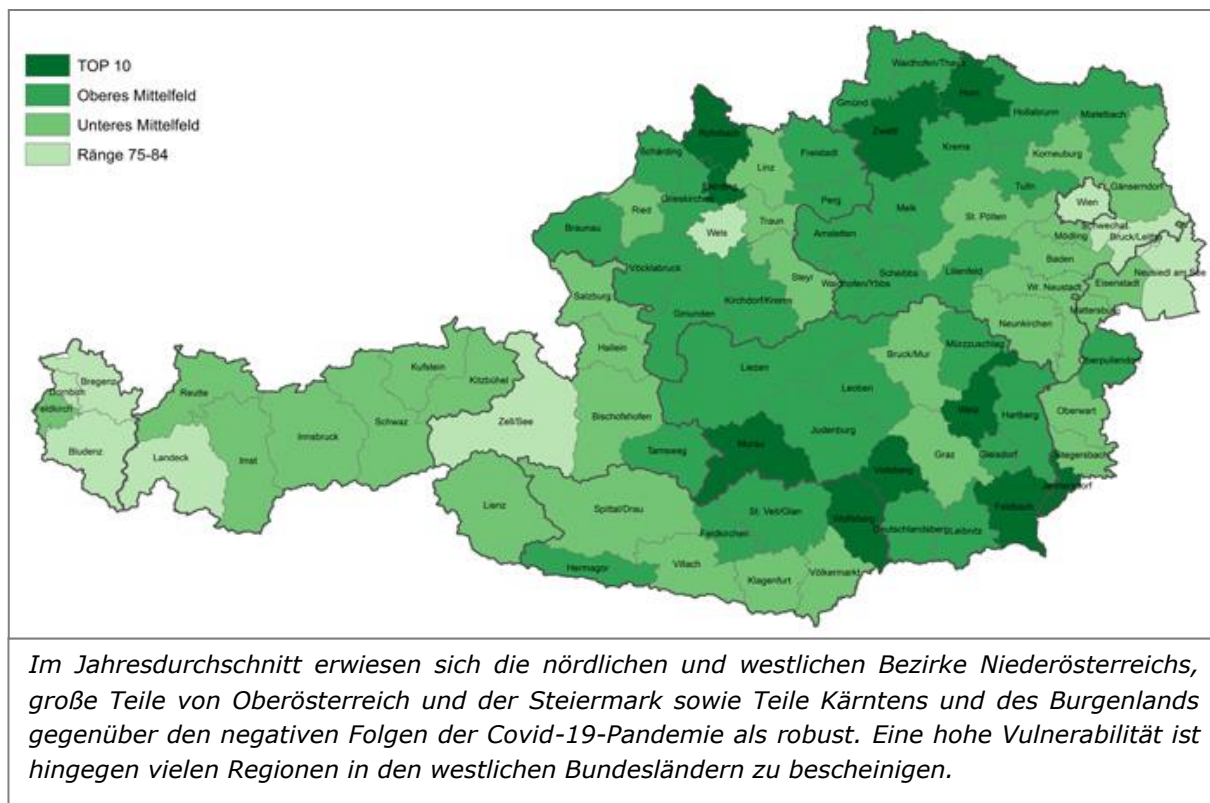 TOP 10
Oberes Mittelfeld
Unteres Mittelfeld
Ränge 75-84
Waidhofen/Thaya
Gmünd
Horn
Hollabrunn
Mistelbach
Zwettl
Krems
Korneuburg
Rohrbach
Schärding
Freistadt
Linz
Eferding
Grieskirchen
Tulln
Gänserndorf
Perg
Melk
Wien
Ried
St. Pölten
Traun
Schwechat
Braunau
Wels
Amstetten
Mödling
Bruck/Leitha
Baden
Vöcklabruck
Steyr
Scheibbs
Lilienfeld
Neusiedl am See
Waidhofen/Ybbs
Eisenstadt
Salzburg
Kirchdorf/Krems
Wr. Neustadt
Gmunden
Mattersburg
Neunkirchen
Hallein
Mürzzuschlag
Bregenz
Kufstein
Bruck/Mur
Oberpullendorf
Dornbirn
Liezen
Kitzbühel
Reutte
Leoben
Feldkirch
Weiz
Hartberg
Oberwart
Schwaz
Bischofshofen
Zell/See
Innsbruck
Judenburg
Murau
Bludenz
Landeck
Imst
Tamsweg
Graz
Gleisdorf
Voitsberg
Jennersdorf
Lienz
Spittal/Drau
Feldbach
St. Veit/Glan
Wolfsberg
Feldkirchen
Deutschlandsberg
Leibnitz
Hermagor
Villach
Völkermarkt
Klagenfurt
Im Jahresdurchschnitt erwiesen sich die nördlichen und westlichen Bezirke Niederösterreichs,
große Teile von Oberösterreich und der Steiermark sowie Teile Kärntens und des Burgenlands
gegenüber den negativen Folgen der Covid-19-Pandemie als robust. Eine hohe Vulnerabilität ist
hingegen vielen Regionen in den westlichen Bundesländern zu bescheinigen.